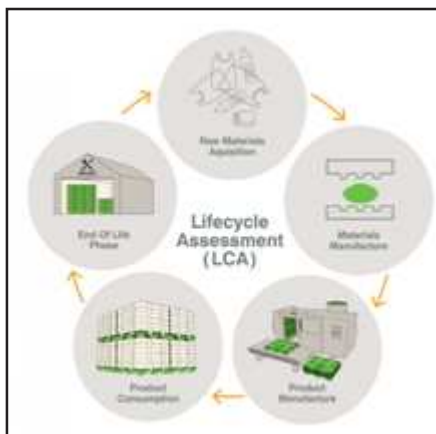 Raw Materials
Aquisition
Materials
Manufacture
Product
Manufacture
Product
Consumption
End Of Life
Phase
Lifecycle
Assessment
(LCA)